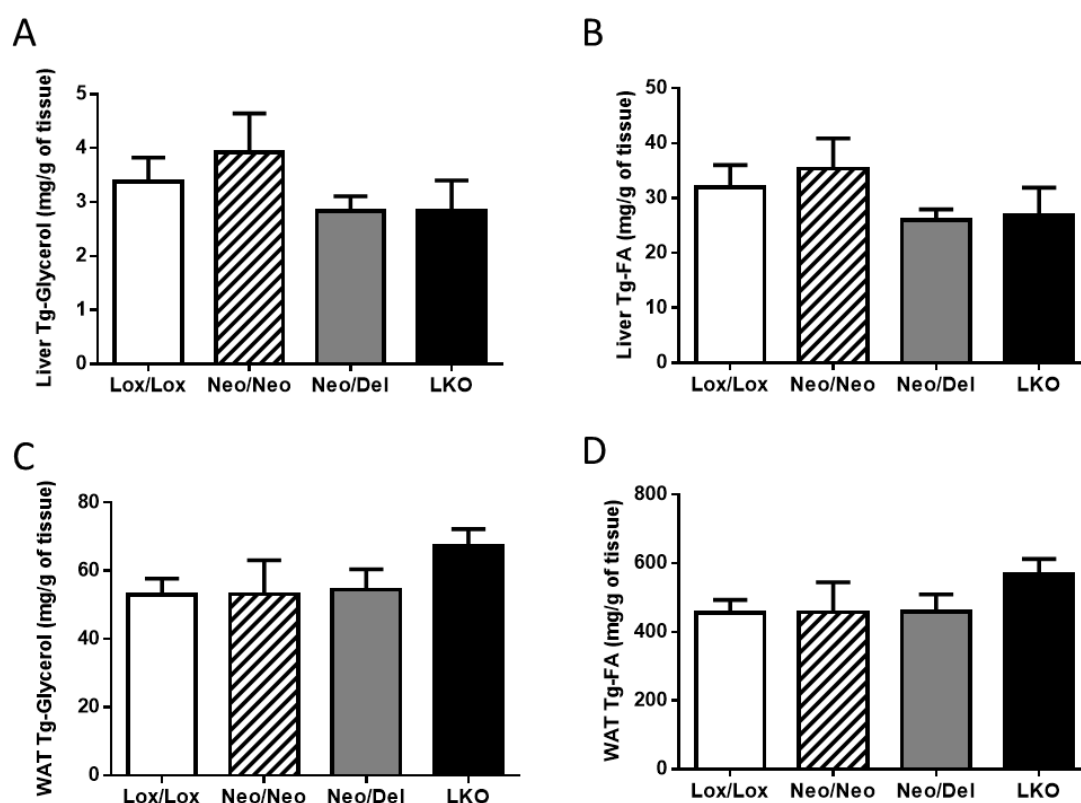 A
Liver Tg-Glycerol (mg/g of tissue)
5
4
3
2
1
0
Lox/Lox Neo/Neo Neo/Del LKO
B
Liver Tg-FA (mg/g of tissue)
50
40
30
20
10
0
Lox/Lox Neo/Neo Neo/Del LKO
C
WAT Tg-Glycerol (mg/g of tissue)
80
60
40
20
0
Lox/Lox Neo/Neo Neo/Del LKO
D
WAT Tg-FA (mg/g of tissue)
800
600
400
200
0
Lox/Lox Neo/Neo Neo/Del LKO